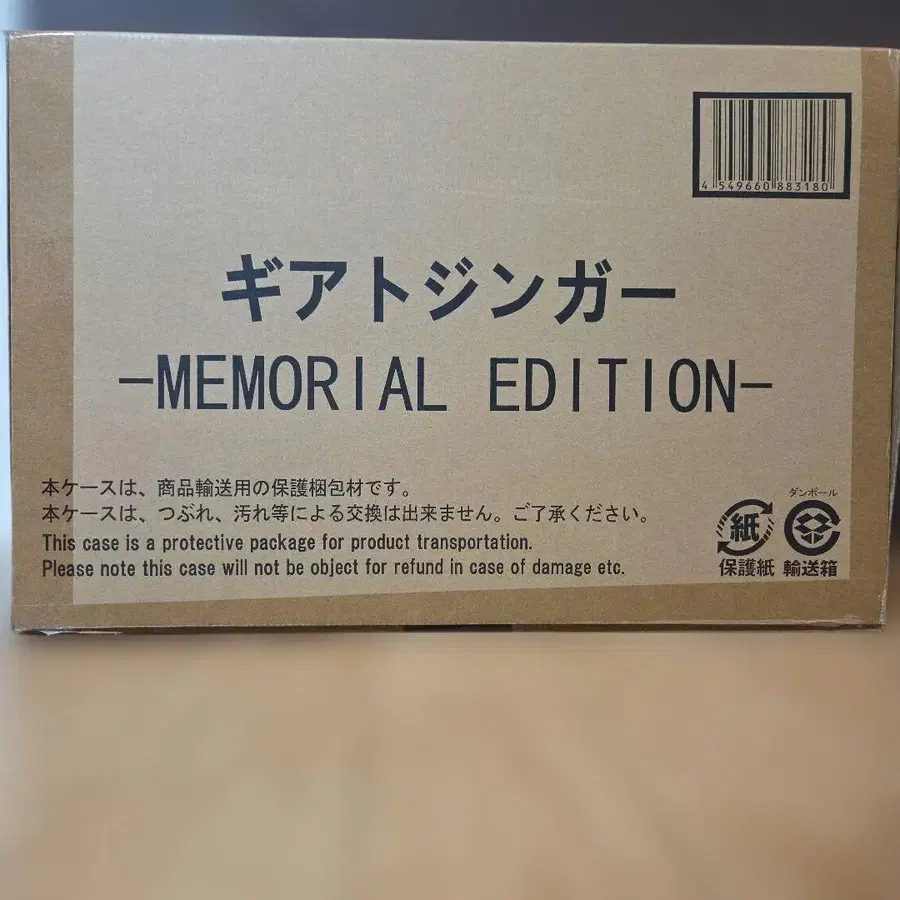 4 549660 883180
ギアトジンガー
-MEMORIAL EDITION-
本ケースは、商品輸送用の保護梱包材です。
本ケースは、つぶれ、汚れ等による交換は出来ません。ご了承ください。
This case is a protective package for product transportation.
Please note this case will not be object for refund in case of damage etc.
ダンボール
紙
保護紙 輸送箱